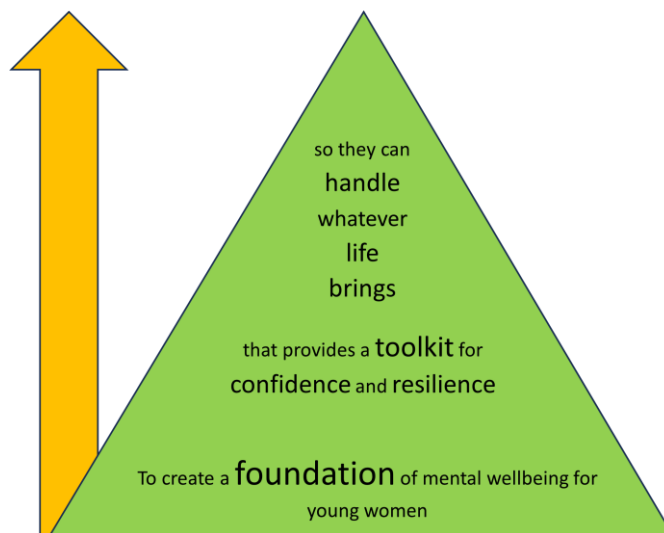 so they can
handle
whatever
life
brings
that provides a toolkit for
confidence and resilience
To create a foundation of mental wellbeing for
young women